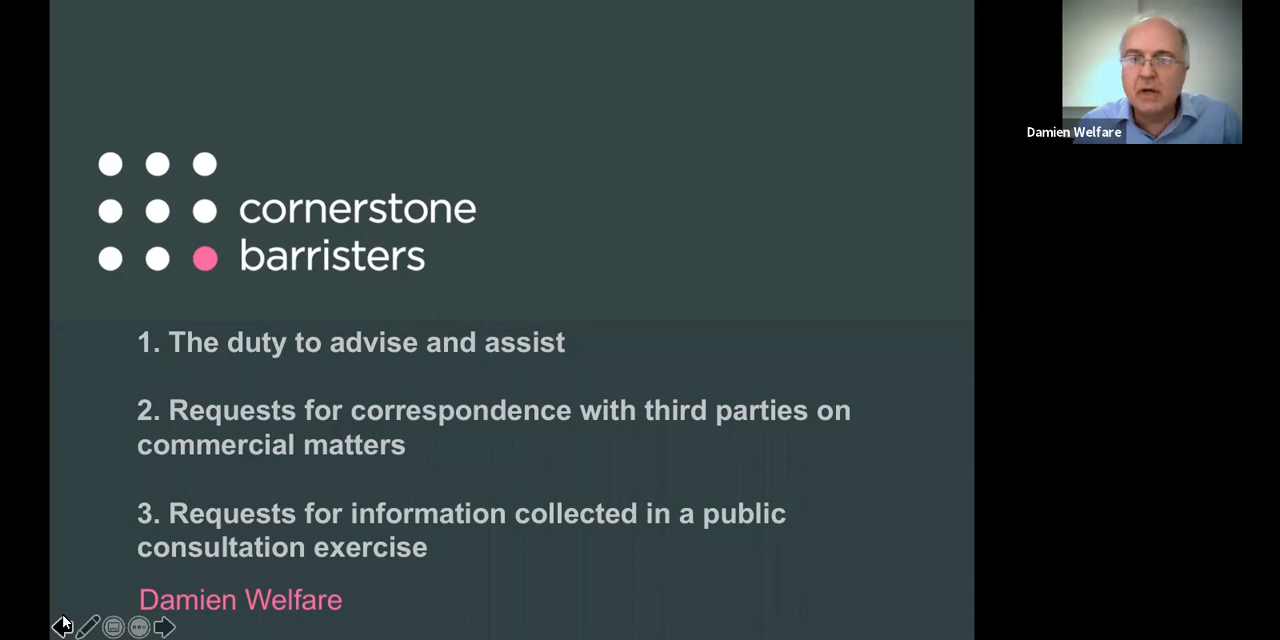 cornerstone
barristers
1. The duty to advise and assist
2. Requests for correspondence with third parties on
commercial matters
3. Requests for information collected in a public
consultation exercise
Damien Welfare
Damien Welfare